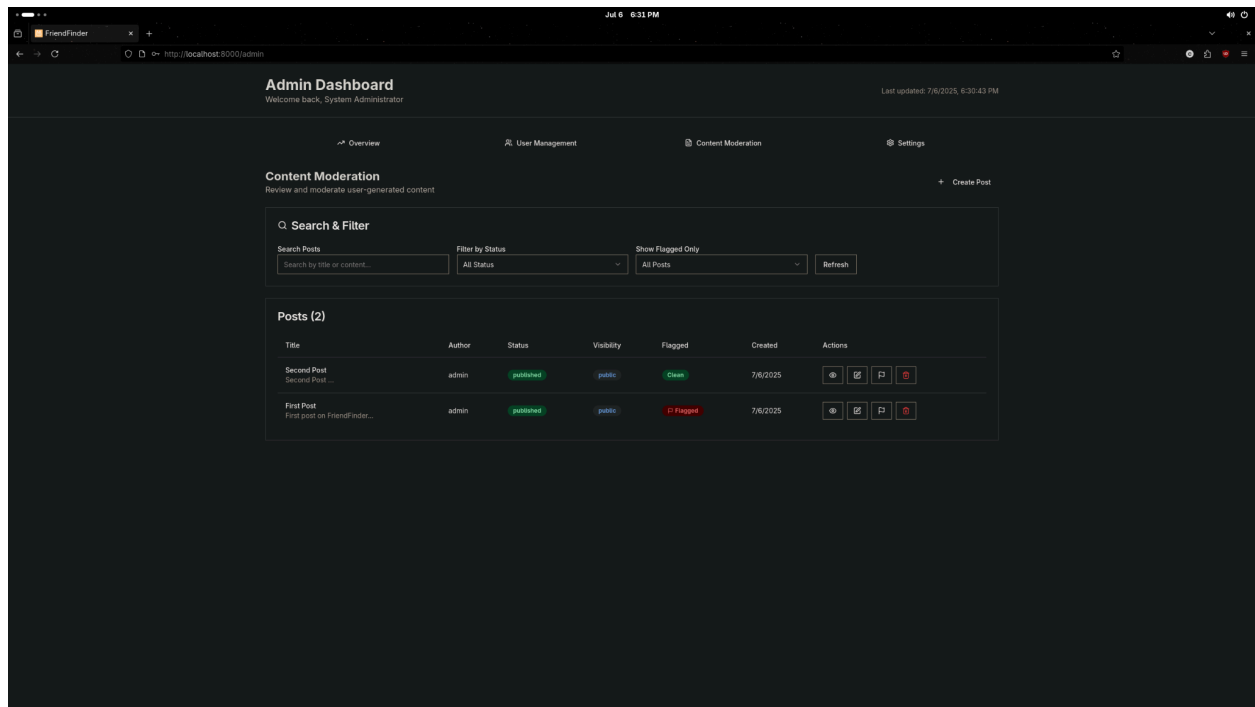 Jul 6 6:31 PM
FriendFinder
http://localhost:8000/admin
Admin Dashboard
Welcome back, System Administrator
Last updated: 7/6/2025, 6:30:43 PM
Overview
User Management
Content Moderation
Settings
Content Moderation
Review and moderate user-generated content
+ Create Post
Search & Filter
Search Posts
Filter by Status
Show Flagged Only
Search by title or content...
All Status
All Posts
Refresh
Posts (2)
Title Author Status Visibility Flagged Created Actions
Second Post
Second Post ...
admin published public Clean 7/6/2025
First Post
First post on FriendFinder...
admin published public Flagged 7/6/2025